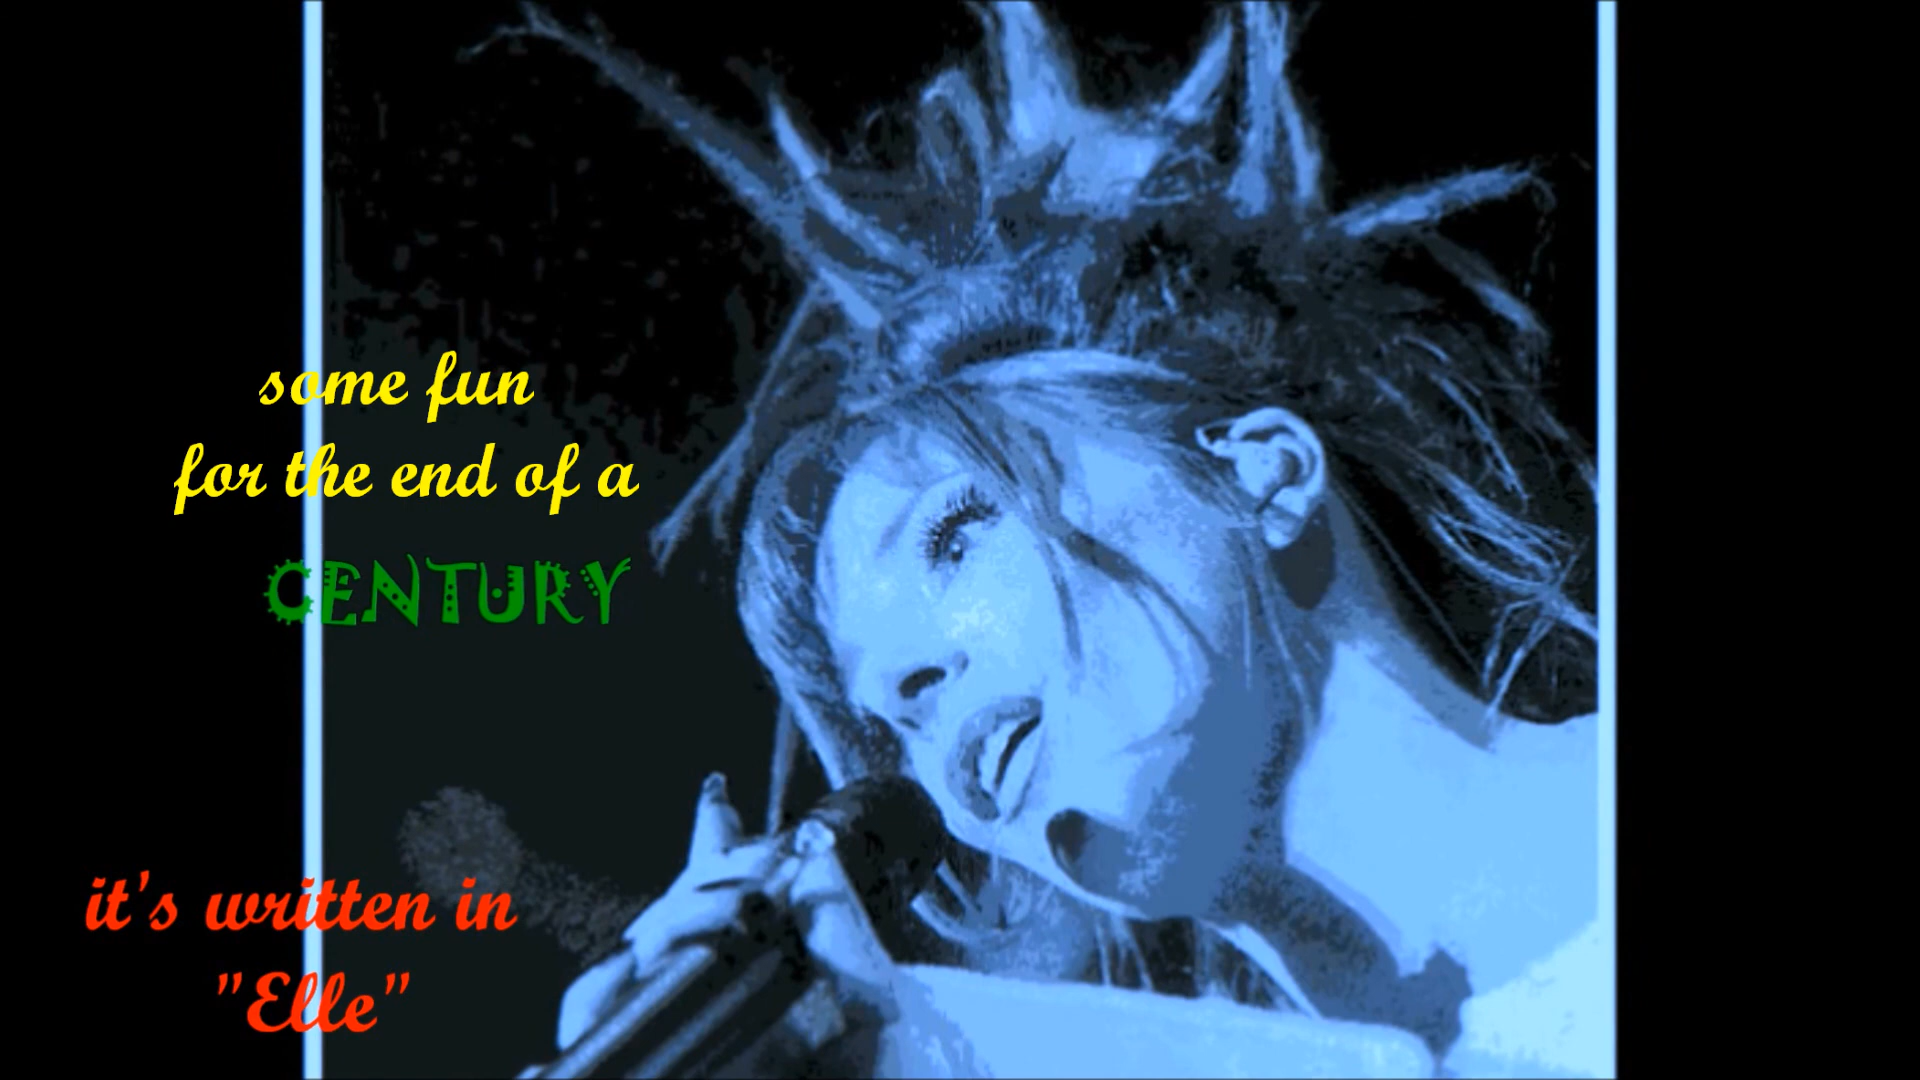 some fun
for the end of a
CENTURY
it's written in
"Elle"